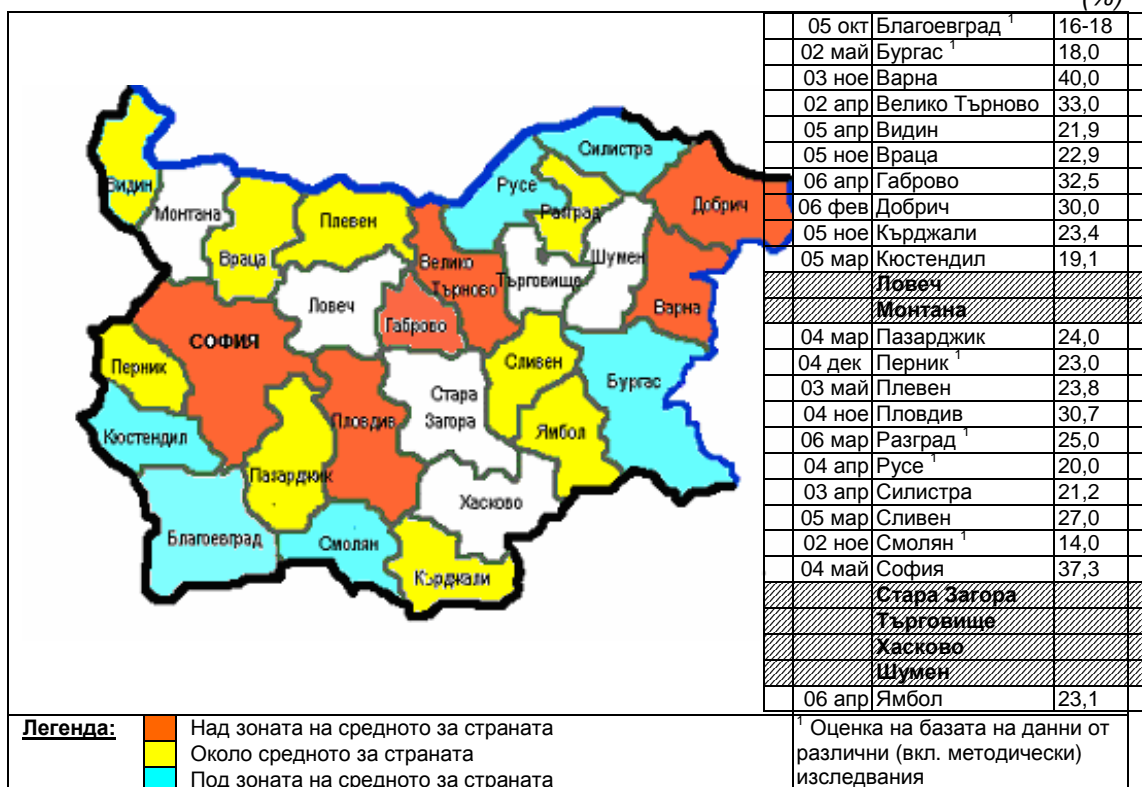 (%)
05 окт Благоевград ¹ 16-18
02 май Бургас ¹ 18,0
03 ное Варна 40,0
02 апр Велико Търново 33,0
05 апр Видин 21,9
05 ное Враца 22,9
06 апр Габрово 32,5
06 фев Добрич 30,0
05 ное Кърджали 23,4
05 мар Кюстендил 19,1
Ловеч
Монтана
04 мар Пазарджик 24,0
04 дек Перник ¹ 23,0
03 май Плевен 23,8
04 ное Пловдив 30,7
06 мар Разград ¹ 25,0
04 апр Русе ¹ 20,0
03 апр Силистра 21,2
05 мар Сливен 27,0
02 ное Смолян ¹ 14,0
04 май София 37,3
Стара Загора
Търговище
Хасково
Шумен
06 апр Ямбол 23,1
Силистра
Видин
Русе
Добрич
Монтана
Разград
Плевен
Враца
Велико
Търново
Шумен
Търговище
Ловеч
Варна
Габрово
СОФИЯ
Перник
Сливен
Бургас
Стара
Загора
Пловдив
Ямбол
Кюстендил
Пазарджик
Хасково
Благоевград
Смолян
Кърджали
Легенда:
Над зоната на средното за страната
Около средното за страната
Под зоната на средното за страната
¹ Оценка на базата на данни от
различни (вкл. методически)
изследвания